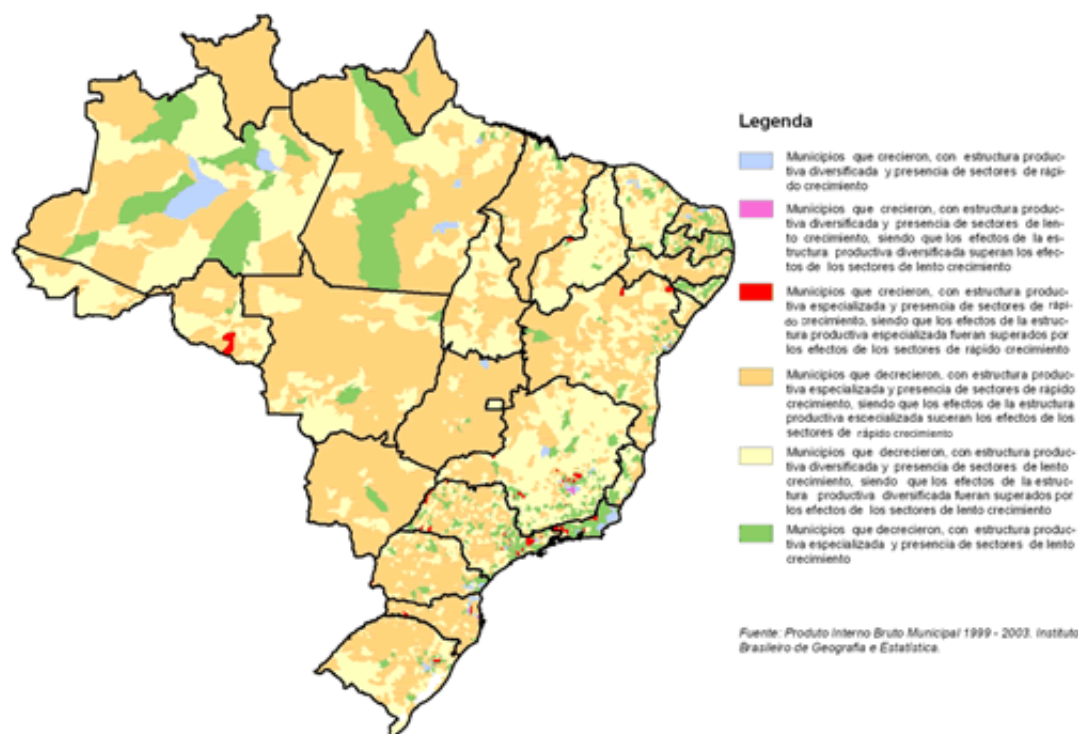 Legenda
Municipios que crecieron, con estructura produc-
tiva diversificada y presencia de sectores de rápi-
do crecimiento
Municipios que crecieron, con estructura produc-
tiva diversificada y presencia de sectores de len-
to crecimiento, siendo que los efectos de la es-
tructura productiva diversificada superan los efec-
tos de los sectores de lento crecimiento
Municipios que crecieron, con estructura produc-
tiva especializada y presencia de sectores de rápi-
do crecimiento, siendo que los efectos de la estruc-
tura productiva especializada fueran superados por
los efectos de los sectores de rápido crecimiento
Municipios que decrecieron, con estructura produc-
tiva especializada y presencia de sectores de rápido
crecimiento, siendo que los efectos de la estructura
productiva especializada superan los efectos de los
sectores de rápido crecimiento
Municipios que decrecieron, con estructura produc-
tiva diversificada y presencia de sectores de lento
crecimiento, siendo que los efectos de la estruc-
tura productiva diversificada fueran superados por
los efectos de los sectores de lento crecimiento
Municipios que decrecieron, con estructura produc-
tiva especializada y presencia de sectores de lento
crecimiento
Fuente: Produto Interno Bruto Municipal 1999 - 2003. Instituto
Brasileiro de Geografia e Estatística.